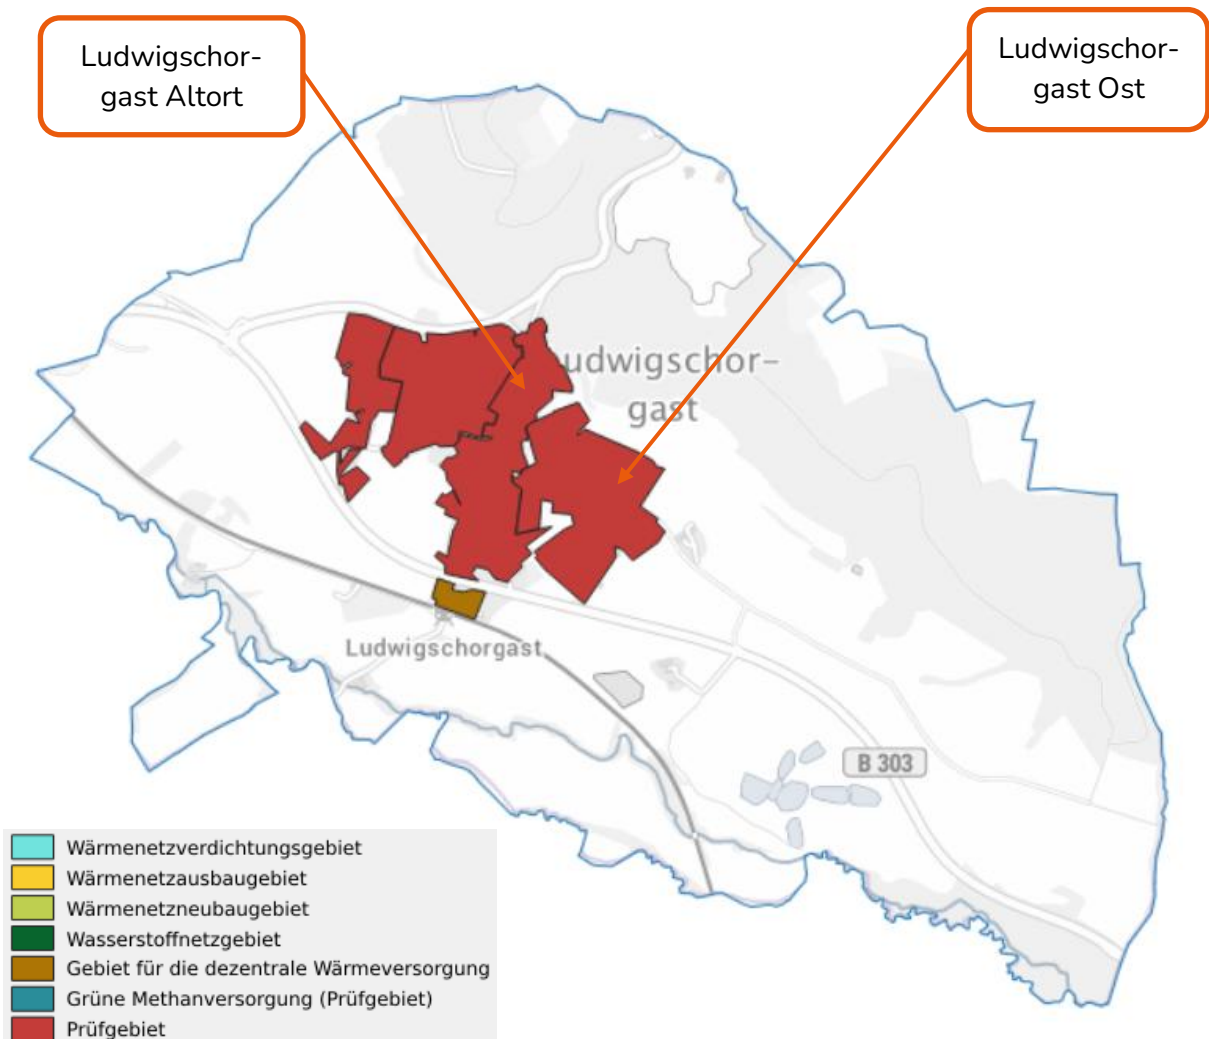 Ludwigschor-
gast Altort
Ludwigschor-
gast Ost
udwigschor-
gast
Ludwigschorgast
B 303
Wärmenetzverdichtungsgebiet
Wärmenetzausbaugebiet
Wärmenetzneubaugebiet
Wasserstoffnetzgebiet
Gebiet für die dezentrale Wärmeversorgung
Grüne Methanversorgung (Prüfgebiet)
Prüfgebiet